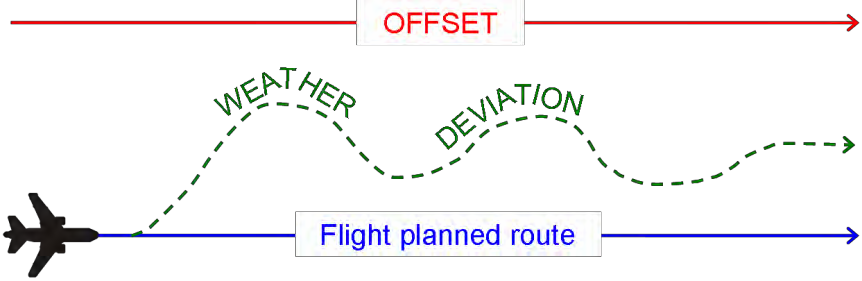 OFFSET
WEATHER
DEVIATION
Flight planned route